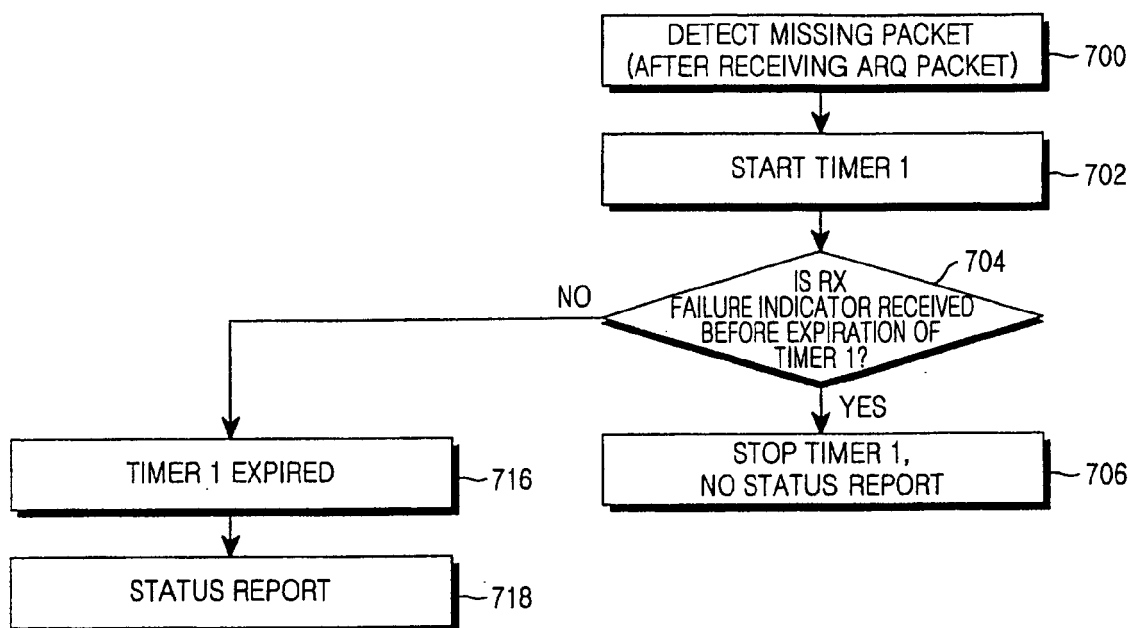 DETECT MISSING PACKET
(AFTER RECEIVING ARQ PACKET)
700
START TIMER 1
702
704
IS RX
FAILURE INDICATOR RECEIVED
BEFORE EXPIRATION OF
TIMER 1?
NO
YES
TIMER 1 EXPIRED
716
STOP TIMER 1,
NO STATUS REPORT
706
STATUS REPORT
718